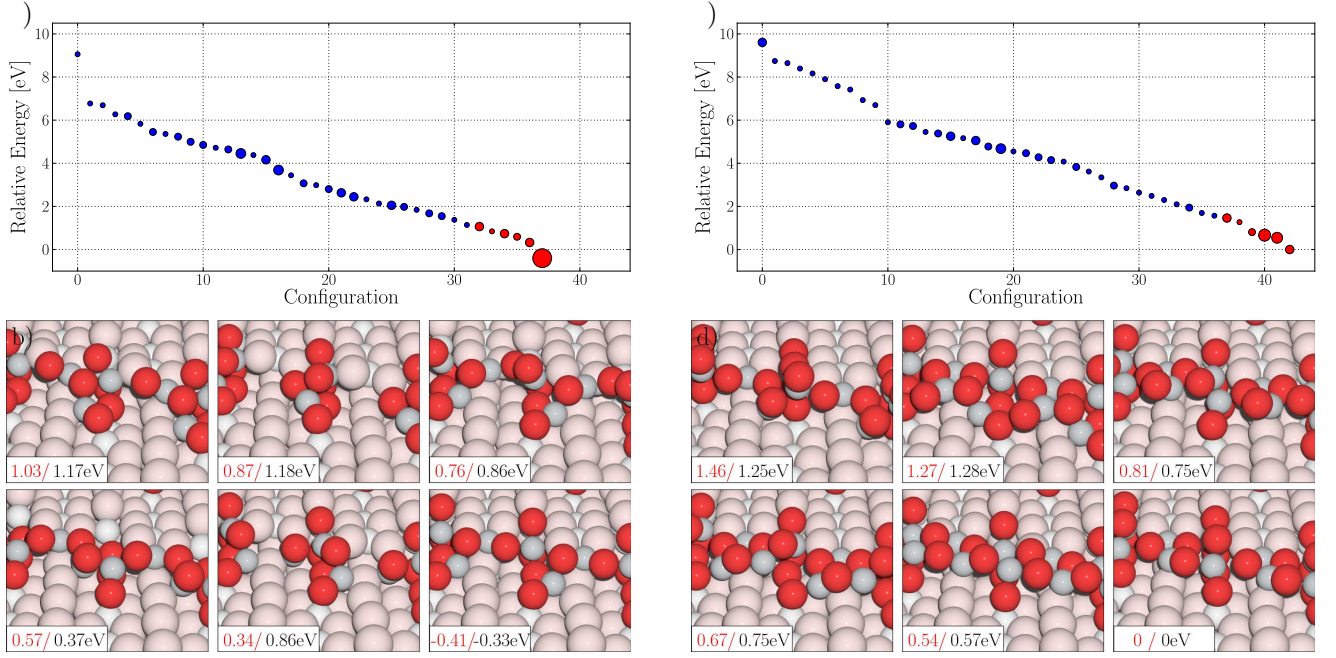 )
Relative Energy [eV]
10
8
6
4
2
0
0
10
20
30
40
Configuration
)
Relative Energy [eV]
10
8
6
4
2
0
0
10
20
30
40
Configuration
b)
1.03/ 1.17eV
0.87/ 1.18eV
0.76/ 0.86eV
0.57/ 0.37eV
0.34/ 0.86eV
-0.41/-0.33eV
d)
1.46/ 1.25eV
1.27/ 1.28eV
0.81/ 0.75eV
0.67/ 0.75eV
0.54/ 0.57eV
0 / 0eV